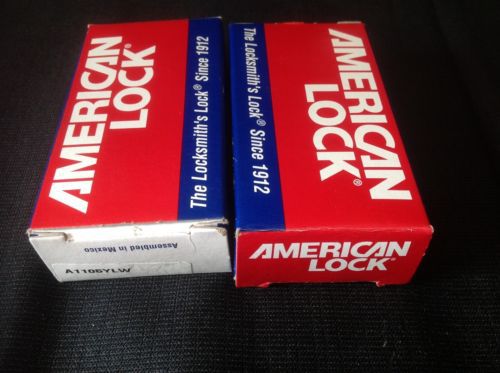 AMERICAN
LOCK
The Locksmith's Lock® Since 1912
Assembled in Mexico
A1106YLW
The Locksmith's Lock® Since 1912
AMERICAN
LOCK®
AMERICAN
LOCK®